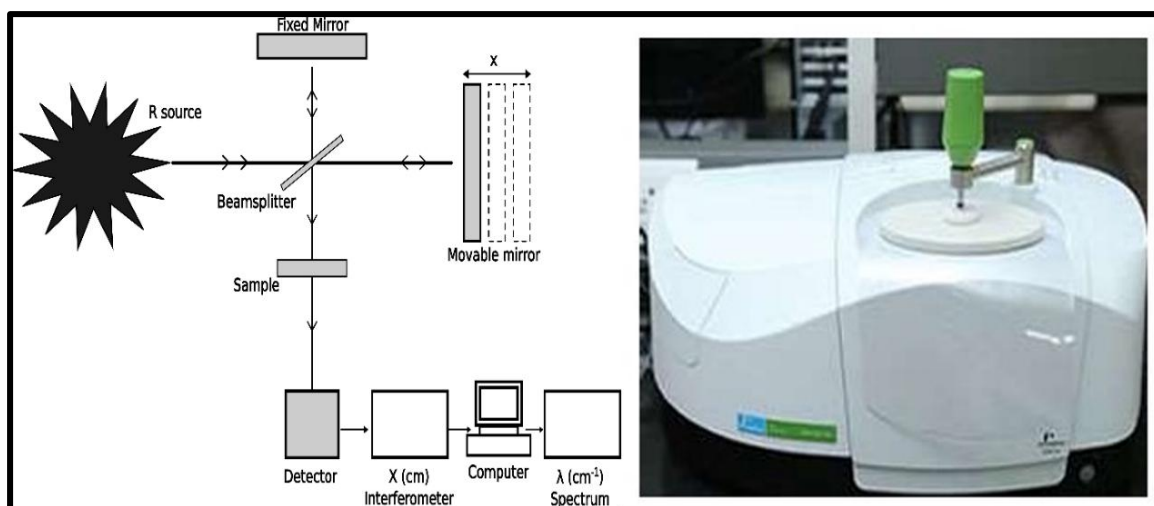 Fixed Mirror
X
R source
Beamsplitter
Movable mirror
Sample
Detector
X (cm)
Interferometer
Computer
λ (cm⁻¹)
Spectrum